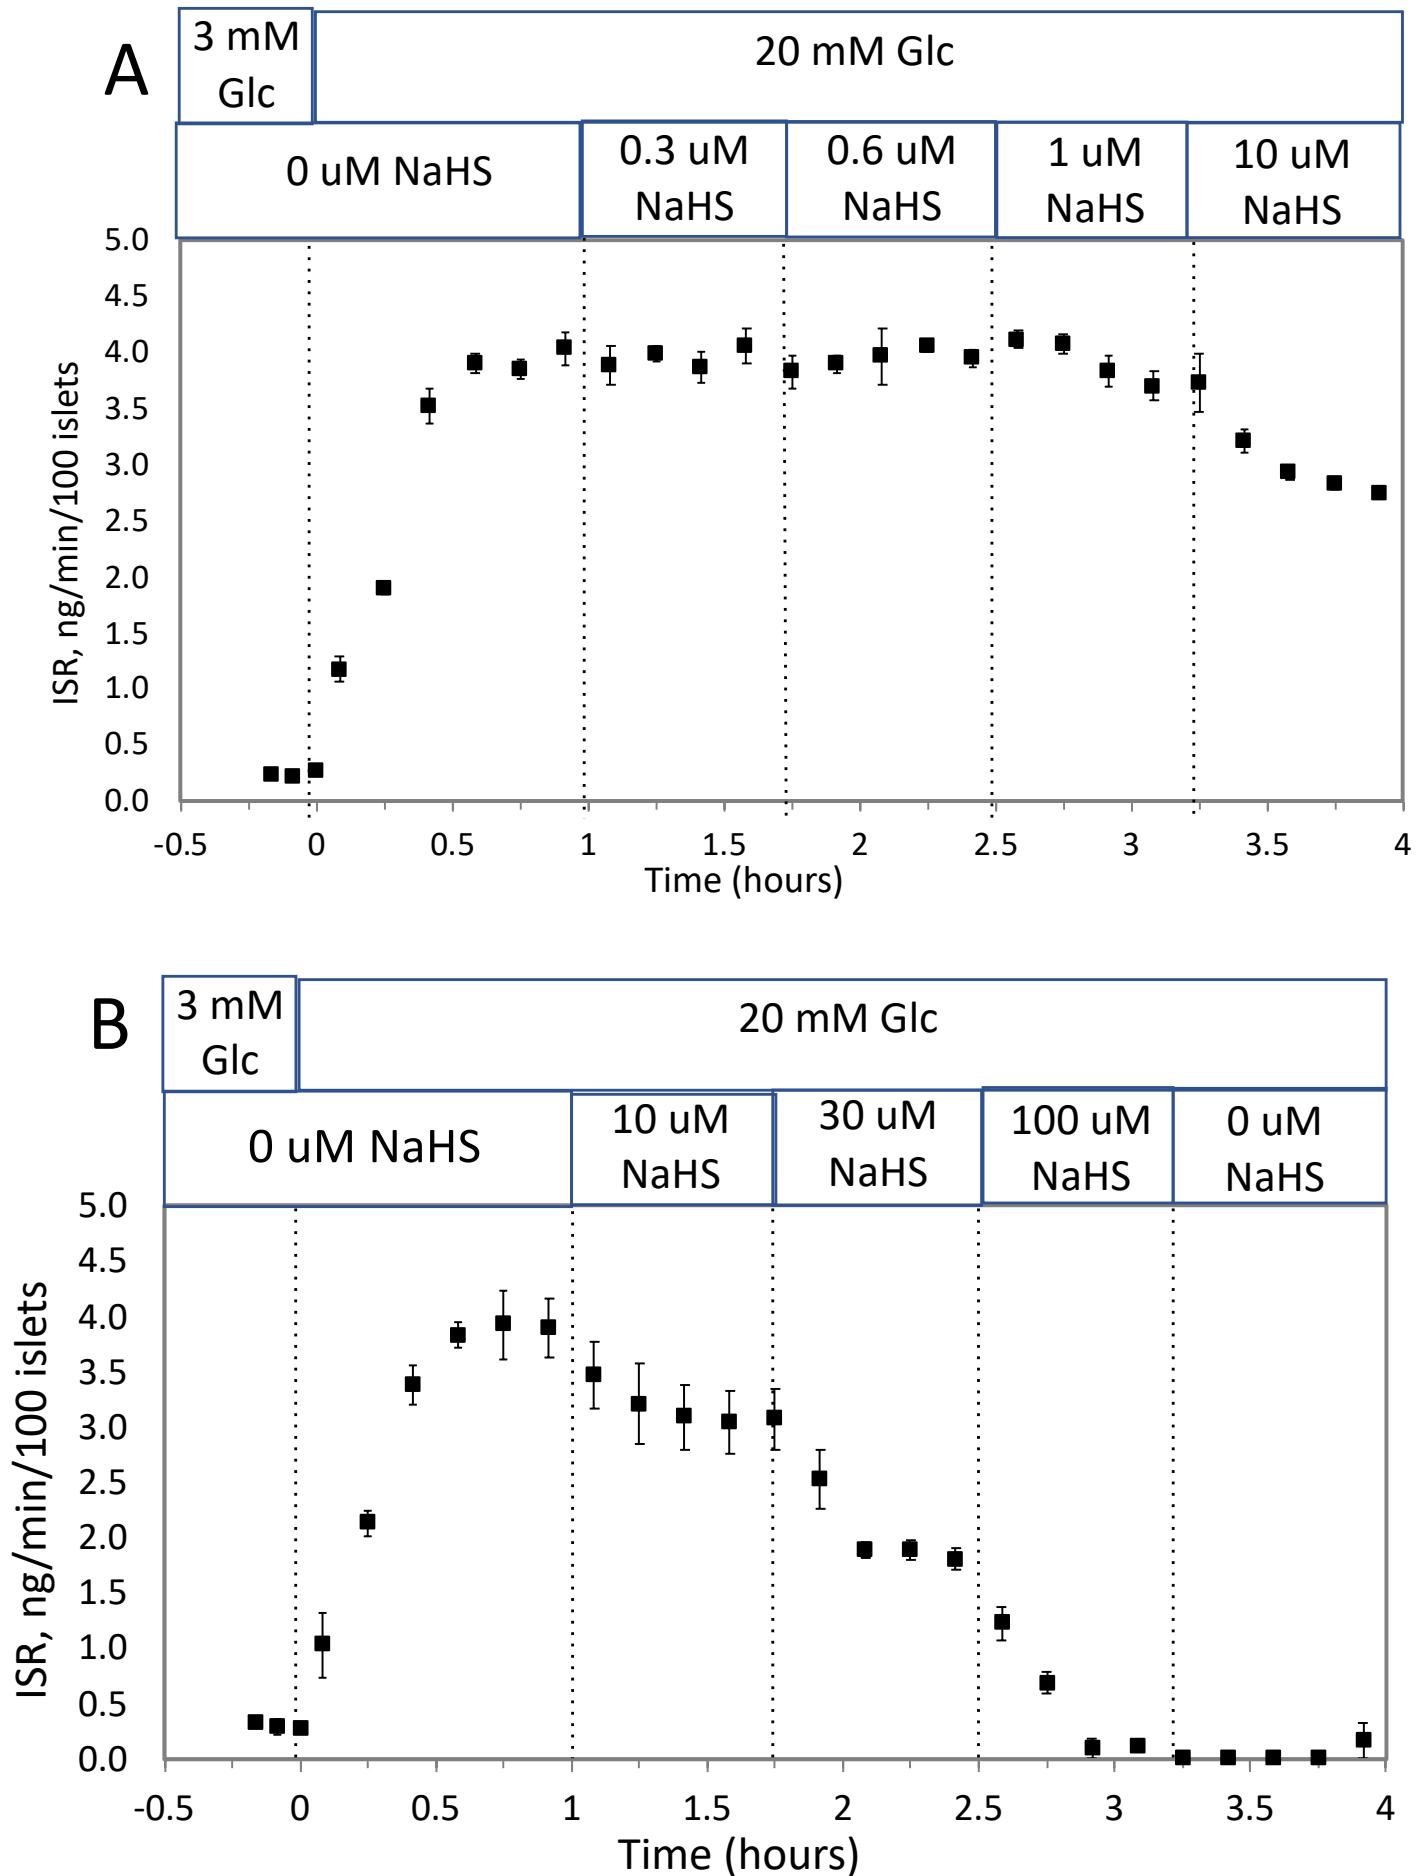 A
3 mM
Glc
20 mM Glc
0 uM NaHS
0.3 uM
NaHS
0.6 uM
NaHS
1 uM
NaHS
10 uM
NaHS
ISR, ng/min/100 islets
5.0
4.5
4.0
3.5
3.0
2.5
2.0
1.5
1.0
0.5
0.0
-0.5 0 0.5 1 1.5 2 2.5 3 3.5 4
Time (hours)
B
3 mM
Glc
20 mM Glc
0 uM NaHS
10 uM
NaHS
30 uM
NaHS
100 uM
NaHS
0 uM
NaHS
ISR, ng/min/100 islets
5.0
4.5
4.0
3.5
3.0
2.5
2.0
1.5
1.0
0.5
0.0
-0.5 0 0.5 1 1.5 2 2.5 3 3.5 4
Time (hours)